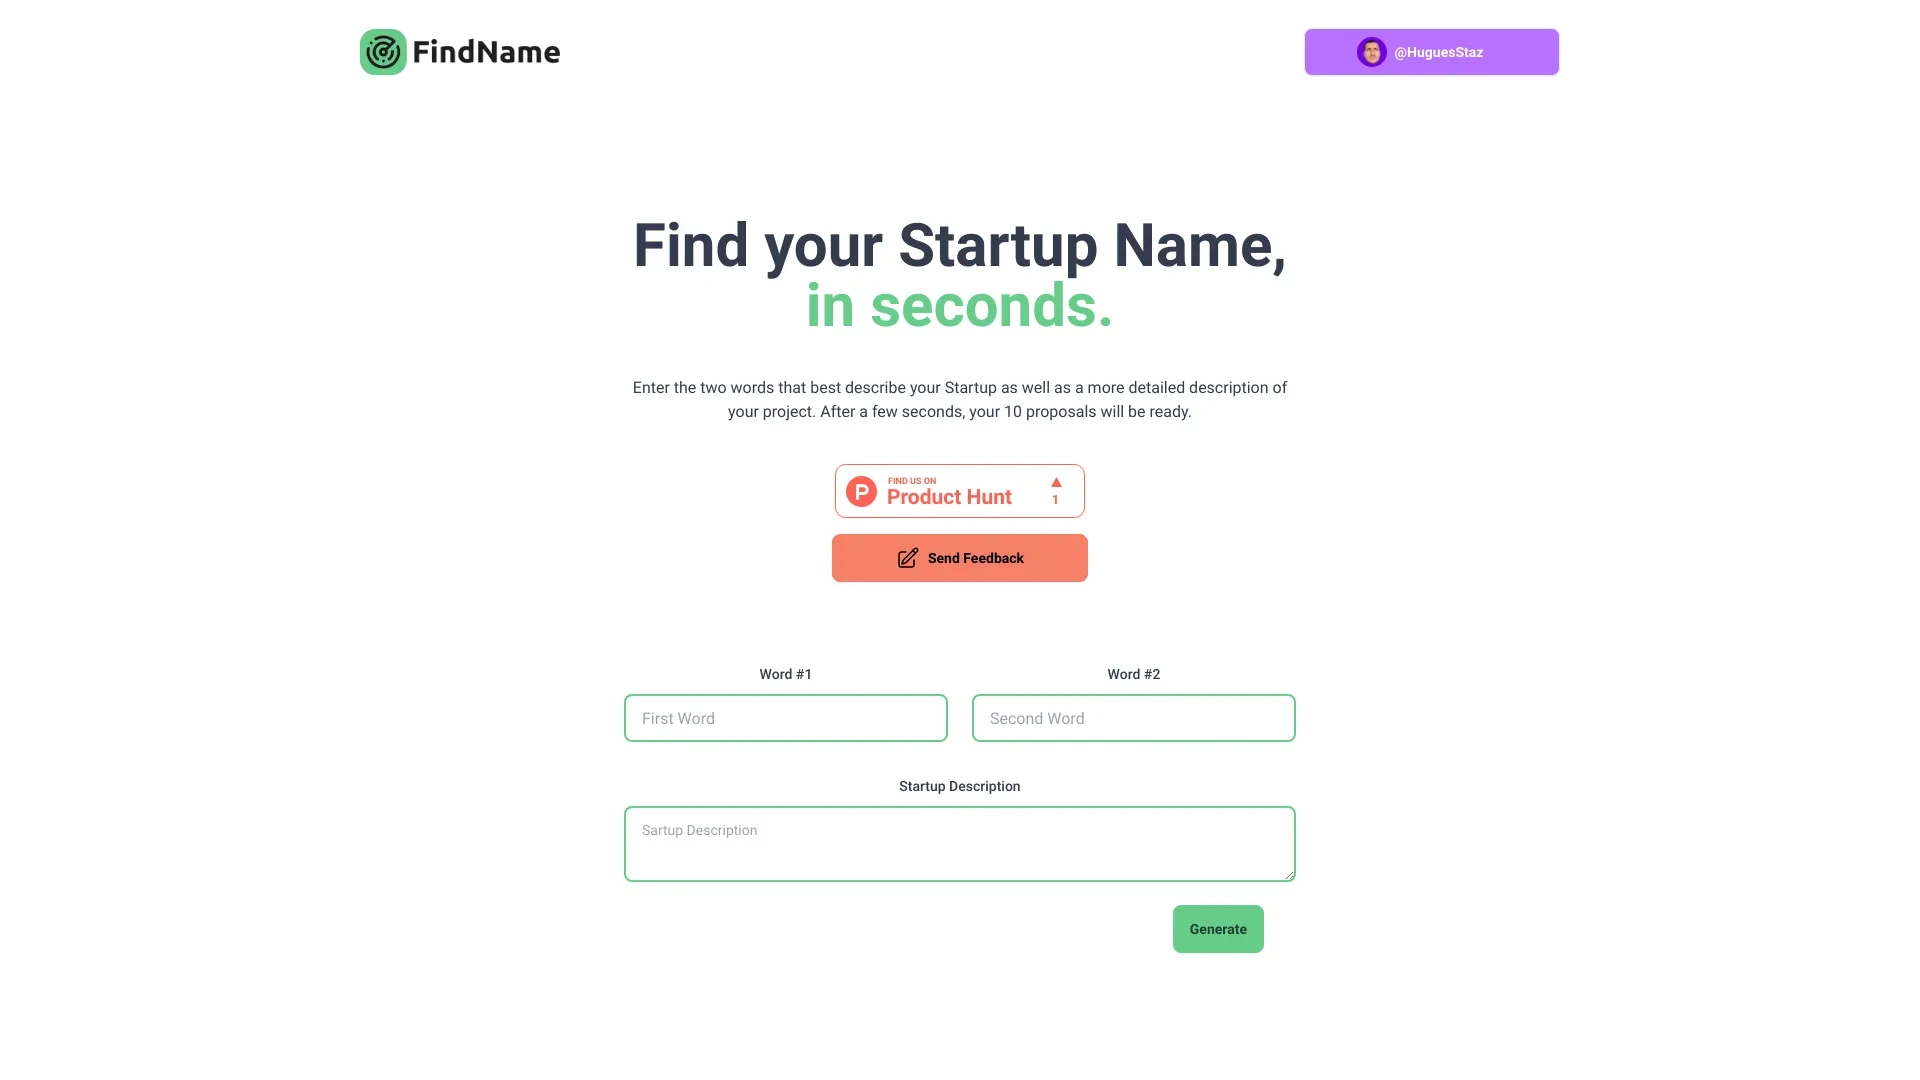 FindName
@HuguesStaz
Find your Startup Name,
in seconds.
Enter the two words that best describe your Startup as well as a more detailed description of
your project. After a few seconds, your 10 proposals will be ready.
P
FIND US ON
Product Hunt
▲
1
Send Feedback
Word #1
Word #2
First Word
Second Word
Startup Description
Sartup Description
Generate